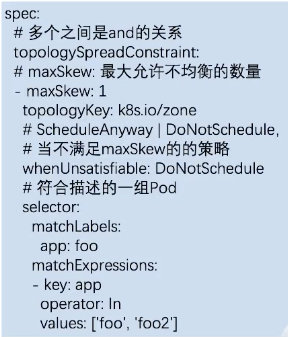 spec:
# 多个之间是and的关系
topologySpreadConstraint:
# maxSkew: 最大允许不均衡的数量
- maxSkew: 1
topologyKey: k8s.io/zone
# ScheduleAnyway | DoNotSchedule,
# 当不满足maxSkew的的策略
whenUnsatisfiable: DoNotSchedule
# 符合描述的一组Pod
selector:
matchLabels:
app: foo
matchExpressions:
- key: app
operator: In
values: ['foo', 'foo2']